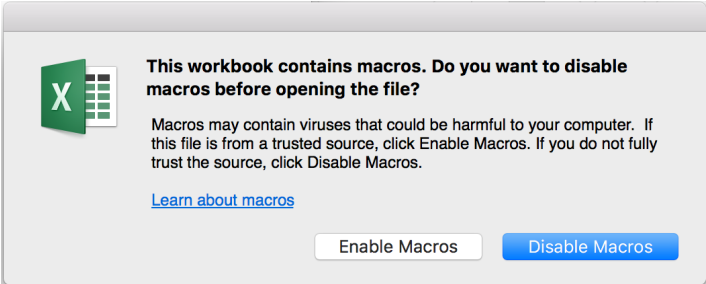 X
This workbook contains macros. Do you want to disable
macros before opening the file?
Macros may contain viruses that could be harmful to your computer.  If
this file is from a trusted source, click Enable Macros. If you do not fully
trust the source, click Disable Macros.
Learn about macros
Enable Macros
Disable Macros